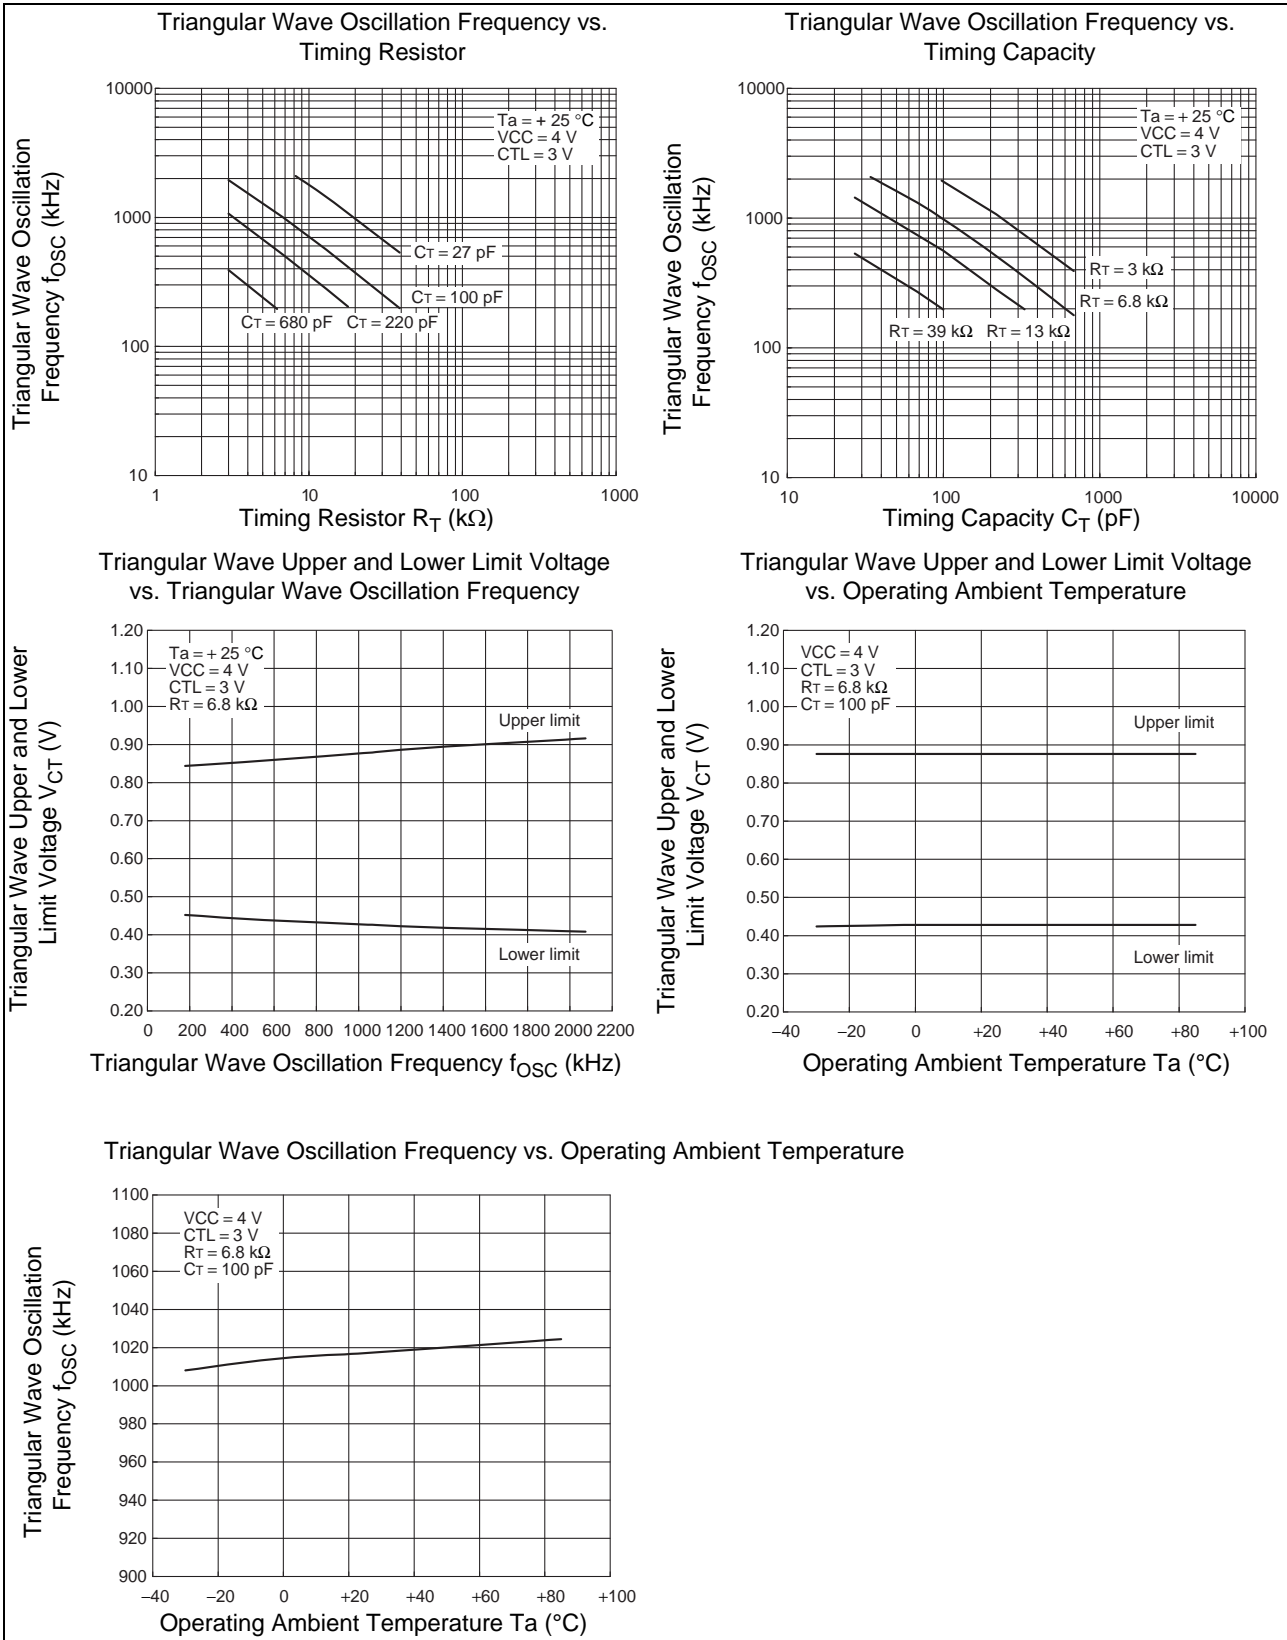 Triangular Wave Oscillation Frequency vs.
Timing Resistor
Triangular Wave Oscillation
Frequency fOSC (kHz)
10000
1000
100
10
Ta = + 25 °C
VCC = 4 V
CTL = 3 V
CT = 27 pF
CT = 100 pF
CT = 680 pF
CT = 220 pF
1
10
100
1000
Timing Resistor RT (kΩ)
Triangular Wave Oscillation Frequency vs.
Timing Capacity
Triangular Wave Oscillation
Frequency fOSC (kHz)
10000
1000
100
10
Ta = + 25 °C
VCC = 4 V
CTL = 3 V
RT = 3 kΩ
RT = 6.8 kΩ
RT = 39 kΩ
RT = 13 kΩ
10
100
1000
10000
Timing Capacity CT (pF)
Triangular Wave Upper and Lower Limit Voltage
vs. Triangular Wave Oscillation Frequency
Triangular Wave Upper and Lower
Limit Voltage VCT (V)
1.20
1.10
1.00
0.90
0.80
0.70
0.60
0.50
0.40
0.30
0.20
Ta = + 25 °C
VCC = 4 V
CTL = 3 V
RT = 6.8 kΩ
Upper limit
Lower limit
0 200 400 600 800 1000 1200 1400 1600 1800 2000 2200
Triangular Wave Oscillation Frequency fOSC (kHz)
Triangular Wave Upper and Lower Limit Voltage
vs. Operating Ambient Temperature
Triangular Wave Upper and Lower
Limit Voltage VCT (V)
1.20
1.10
1.00
0.90
0.80
0.70
0.60
0.50
0.40
0.30
0.20
VCC = 4 V
CTL = 3 V
RT = 6.8 kΩ
CT = 100 pF
Upper limit
Lower limit
−40 −20 0 +20 +40 +60 +80 +100
Operating Ambient Temperature Ta (°C)
Triangular Wave Oscillation Frequency vs. Operating Ambient Temperature
Triangular Wave Oscillation
Frequency fOSC (kHz)
1100
1080
1060
1040
1020
1000
980
960
940
920
900
VCC = 4 V
CTL = 3 V
RT = 6.8 kΩ
CT = 100 pF
−40 −20 0 +20 +40 +60 +80 +100
Operating Ambient Temperature Ta (°C)